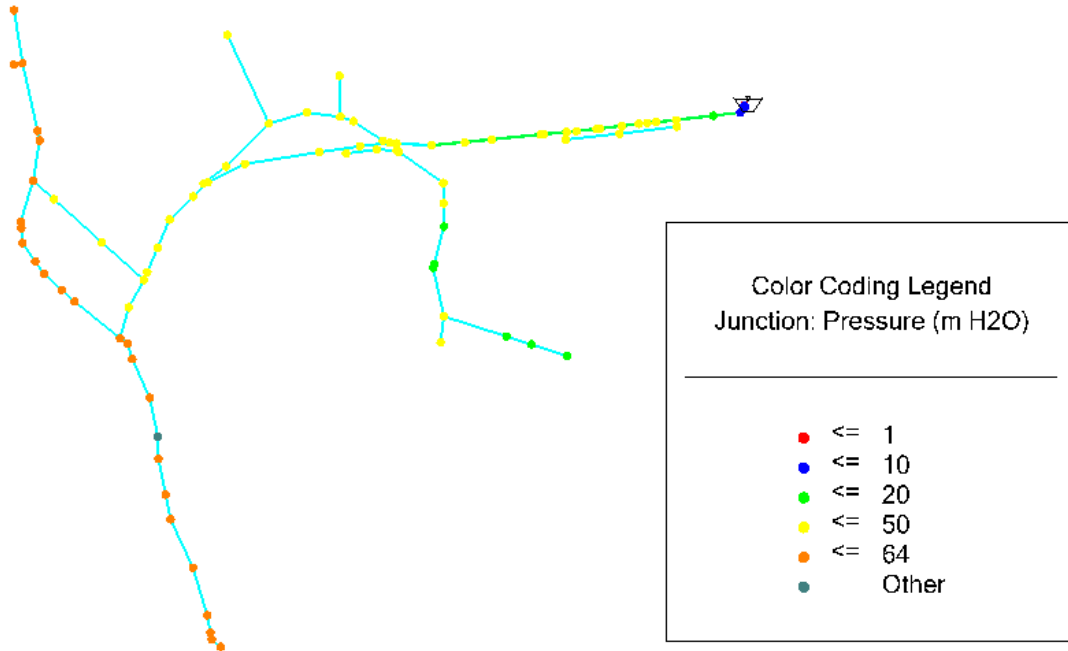 Color Coding Legend
Junction: Pressure (m H2O)
<= 1
<= 10
<= 20
<= 50
<= 64
Other